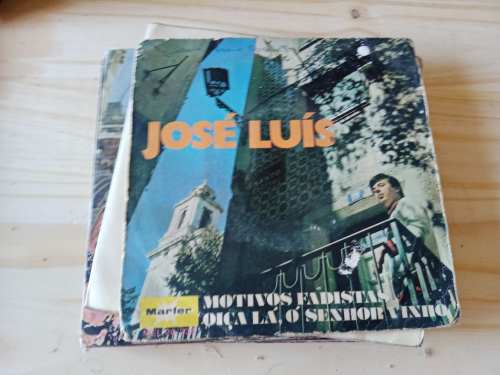 JOSÉ LUÍS
MOTIVOS FADISTAS
OIÇA LÁ, Ó SENHOR VINHO
Marfer